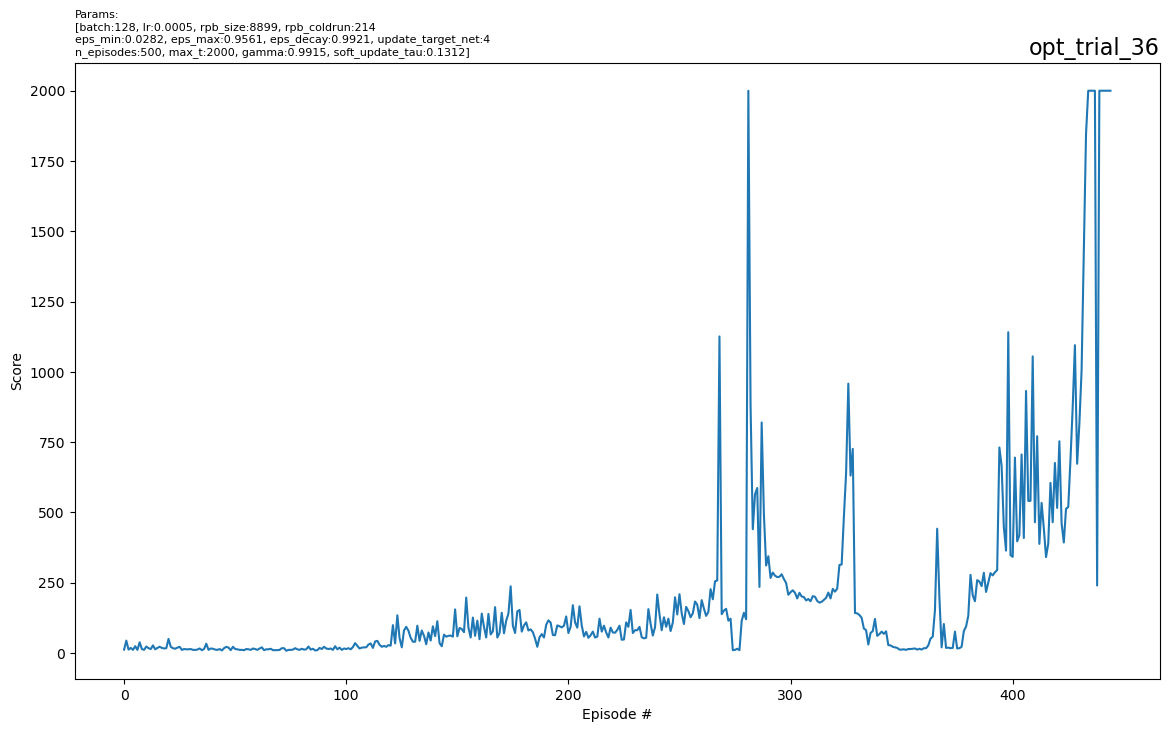 Params:
[batch:128, lr:0.0005, rpb_size:8899, rpb_coldrun:214
eps_min:0.0282, eps_max:0.9561, eps_decay:0.9921, update_target_net:4
n_episodes:500, max_t:2000, gamma:0.9915, soft_update_tau:0.1312]
opt_trial_36
2000
1750
1500
1250
1000
750
500
250
0
Score
0 100 200 300 400
Episode #